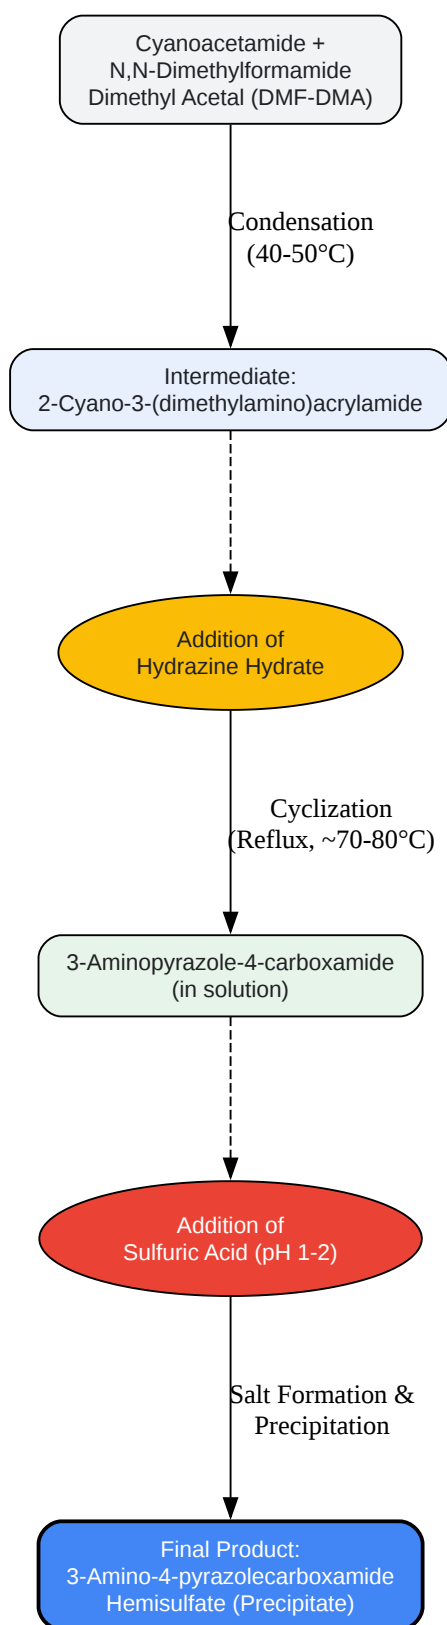 Cyanoacetamide +
N,N-Dimethylformamide
Dimethyl Acetal (DMF-DMA)
Condensation
(40-50°C)
Intermediate:
2-Cyano-3-(dimethylamino)acrylamide
Addition of
Hydrazine Hydrate
Cyclization
(Reflux, ~70-80°C)
3-Aminopyrazole-4-carboxamide
(in solution)
Addition of
Sulfuric Acid (pH 1-2)
Salt Formation &
Precipitation
Final Product:
3-Amino-4-pyrazolecarboxamide
Hemisulfate (Precipitate)